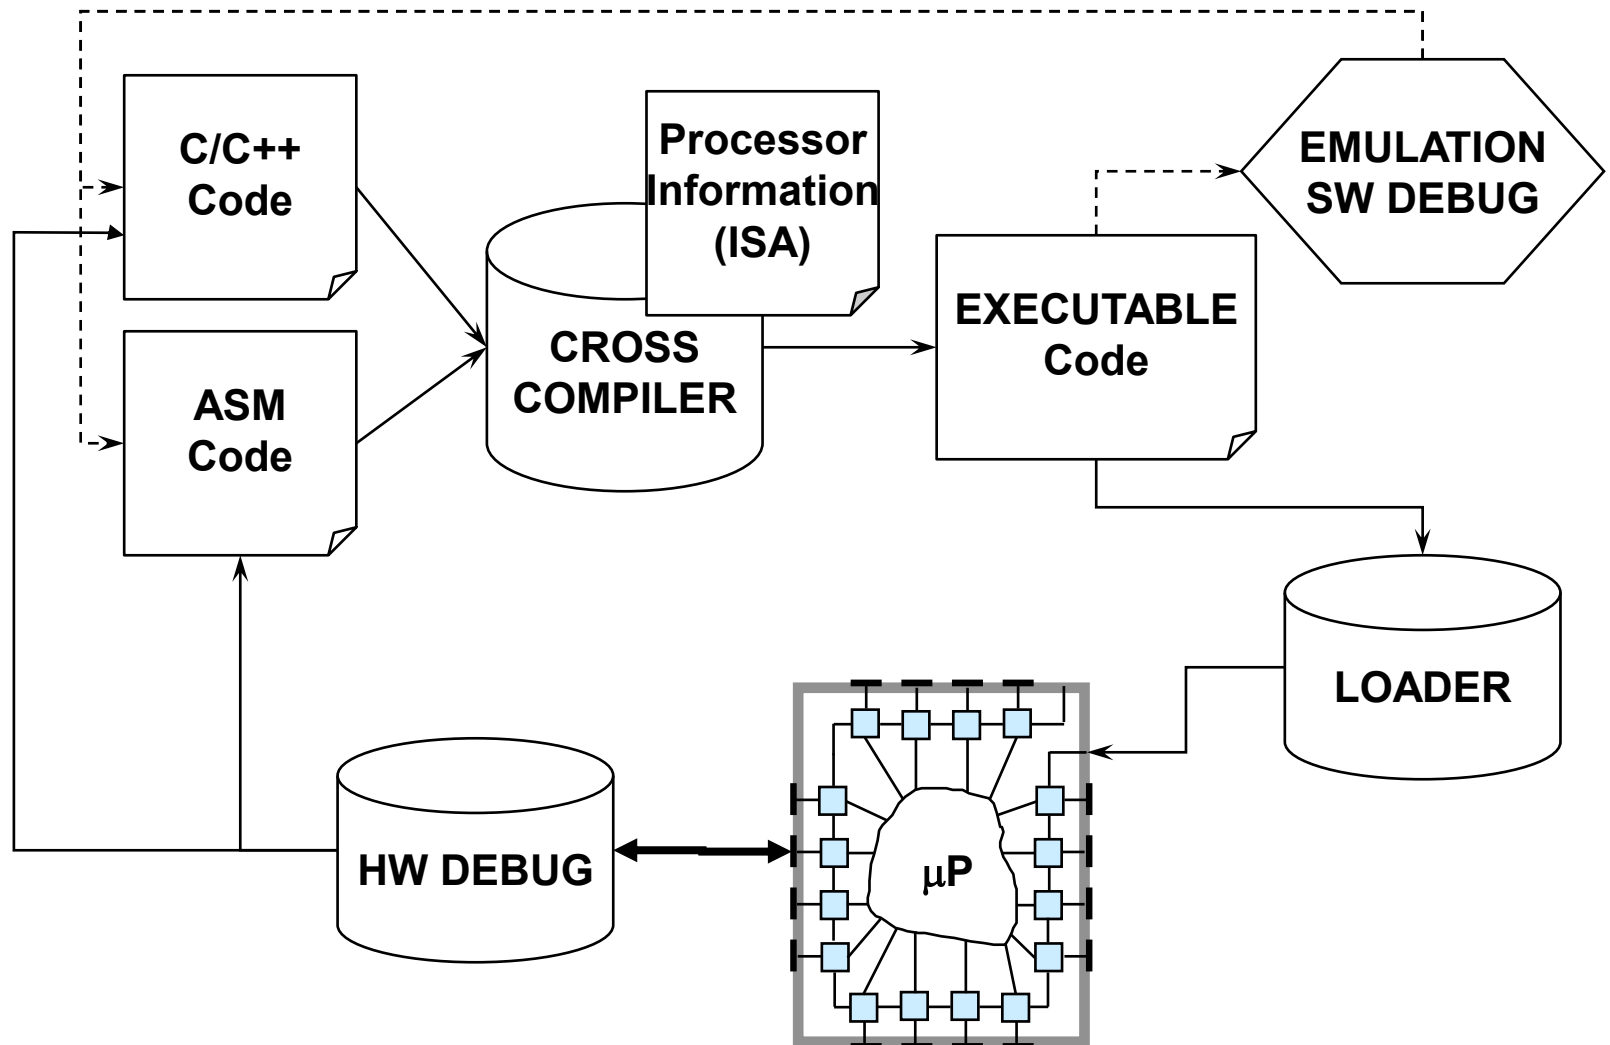 C/C++
Code
Processor
Information
(ISA)
EMULATION
SW DEBUG
EXECUTABLE
Code
CROSS
COMPILER
ASM
Code
LOADER
HW DEBUG
μP